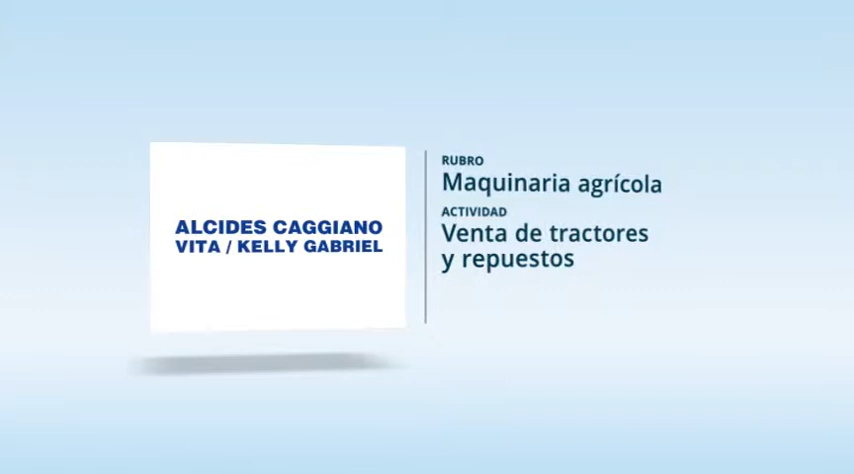 ALCIDES CAGGIANO
VITA / KELLY GABRIEL
RUBRO
Maquinaria agrícola
ACTIVIDAD
Venta de tractores
y repuestos